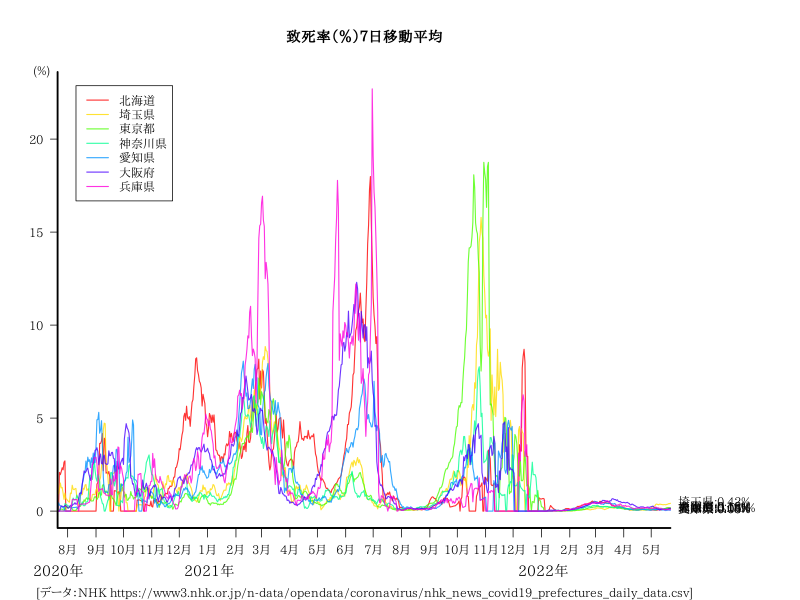 致死率(%)7日移動平均
(%)
20
15
10
5
0
北海道
埼玉県
東京都
神奈川県
愛知県
大阪府
兵庫県
埼玉県:0.43%
8月 9月 10月 11月 12月 1月 2月 3月 4月 5月 6月 7月 8月 9月 10月 11月 12月 1月 2月 3月 4月 5月
2020年 2021年 2022年
[データ:NHK https://www3.nhk.or.jp/n-data/opendata/coronavirus/nhk_news_covid19_prefectures_daily_data.csv]